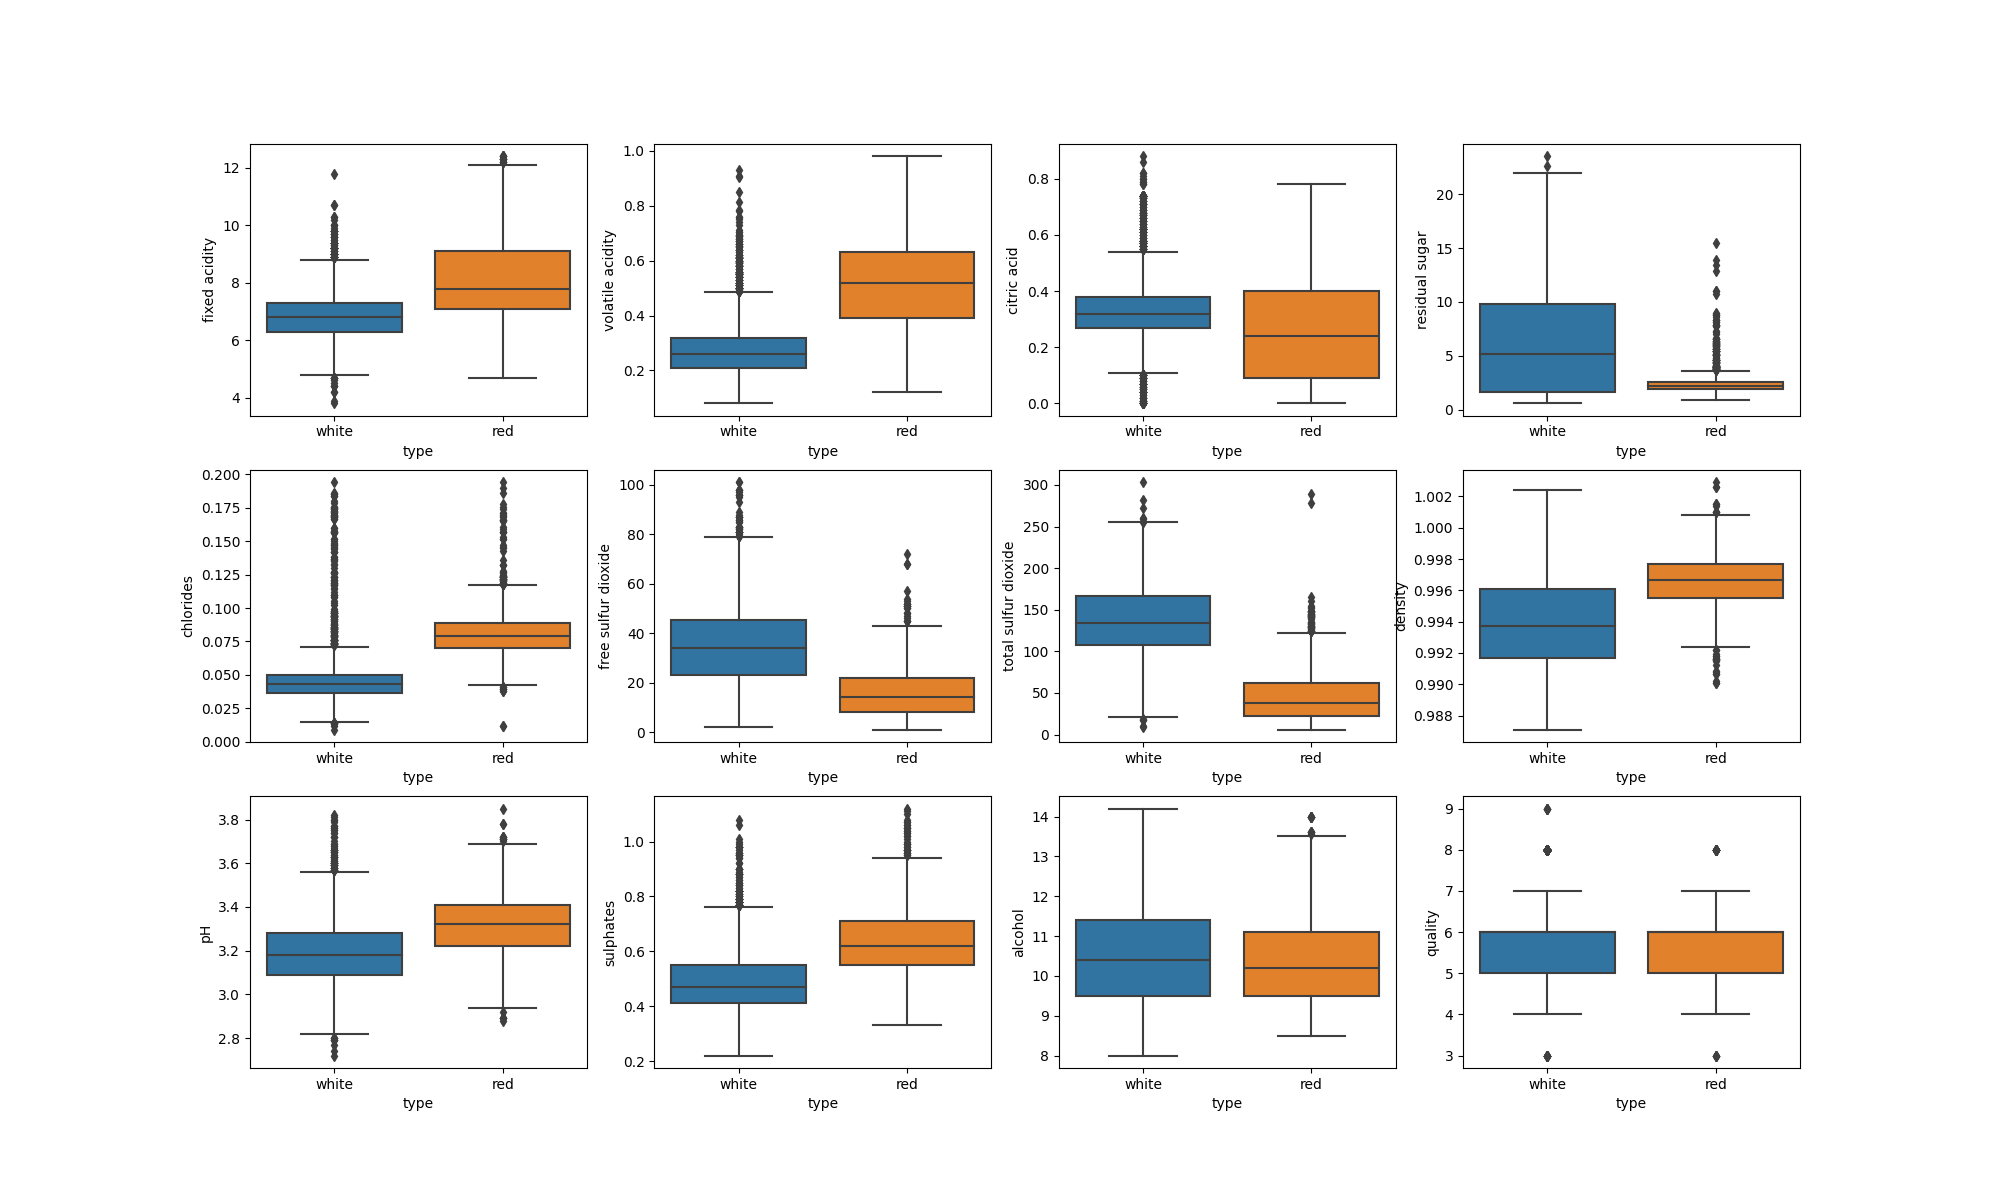 fixed acidity
12
10
8
6
4
white red
type
volatile acidity
1.0
0.8
0.6
0.4
0.2
white red
type
citric acid
0.8
0.6
0.4
0.2
0.0
white red
type
residual sugar
20
15
10
5
0
white red
type
chlorides
0.200
0.175
0.150
0.125
0.100
0.075
0.050
0.025
0.000
white red
type
free sulfur dioxide
100
80
60
40
20
0
white red
type
total sulfur dioxide
300
250
200
150
100
50
0
white red
type
density
1.002
1.000
0.998
0.996
0.994
0.992
0.990
0.988
white red
type
pH
3.8
3.6
3.4
3.2
3.0
2.8
white red
type
sulphates
1.0
0.8
0.6
0.4
0.2
white red
type
alcohol
14
13
12
11
10
9
8
white red
type
quality
9
8
7
6
5
4
3
white red
type